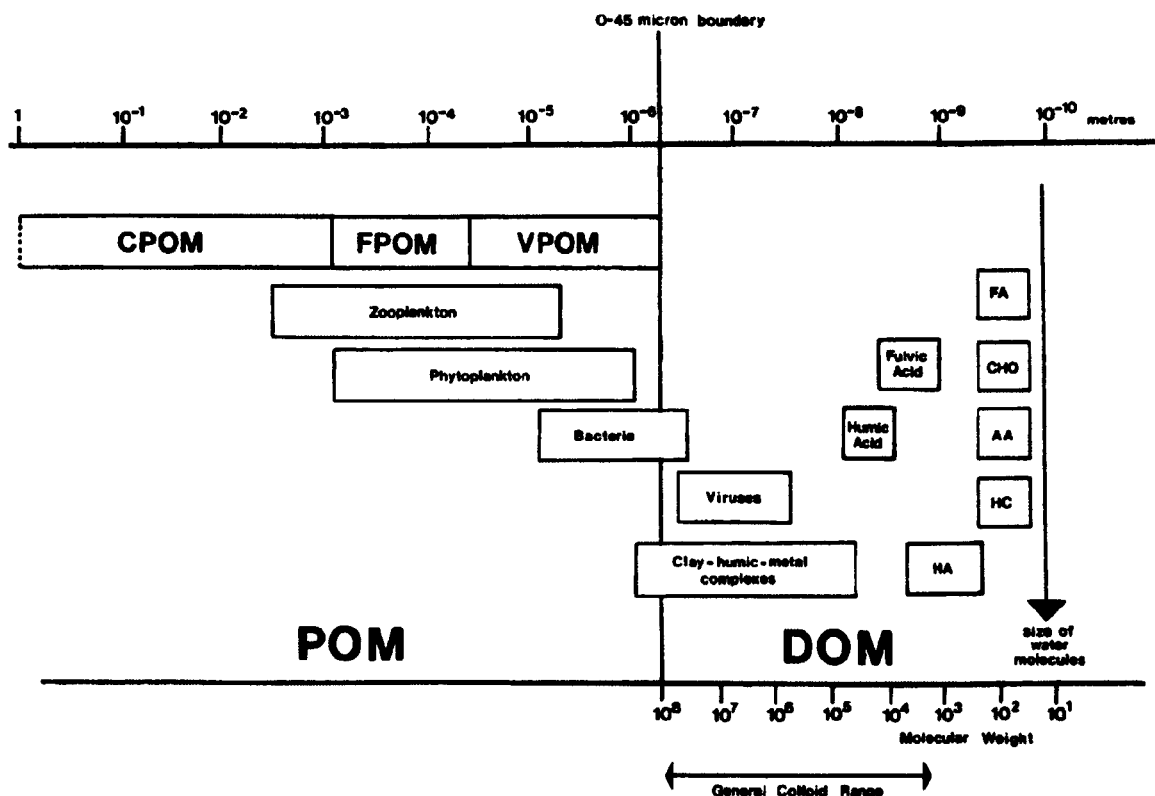 0-45 micron boundary
1 10⁻¹ 10⁻² 10⁻³ 10⁻⁴ 10⁻⁵ 10⁻⁶ 10⁻⁷ 10⁻⁸ 10⁻⁹ 10⁻¹⁰ metres
CPOM FPOM VPOM
FA
Zooplankton
Fulvic
Acid
CHO
Phytoplankton
Bacteria
Humic
Acid
AA
Viruses
HC
Clay-humic-metal
complexes
HA
POM DOM
size of
water
molecules
10⁸ 10⁷ 10⁶ 10⁵ 10⁴ 10³ 10² 10¹
Molecular Weight
General Colloid Range